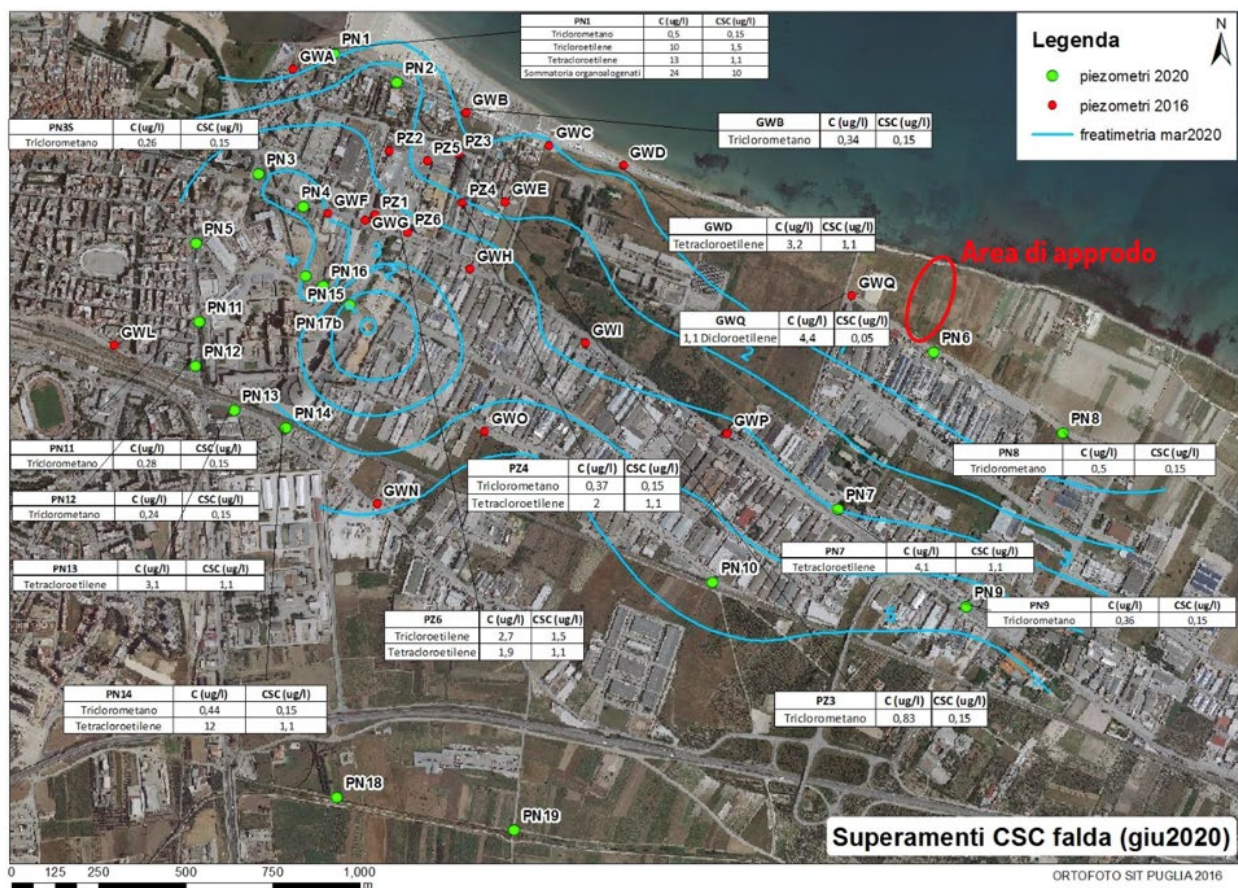 PN1 C (ug/l) CSC (ug/l)
Triclorometano 0,5 0,15
Tricloroetilene 10 1,5
Tetracloroetilene 13 1,1
Sommatoria organoalogenati 24 10
N
Legenda
piezometri 2020
piezometri 2016
freatimetria mar2020
PN1
GWA
PN2
GWB
GWB C (ug/l) CSC (ug/l)
Triclorometano 0,34 0,15
PN3S C (ug/l) CSC (ug/l)
Triclorometano 0,26 0,15
PZ2
PZ5
PZ3
GWC
GWD
PN3
PN4
GWF
PZ1
GWG
PZ6
PZ4
GWE
PN5
GWH
GWD C (ug/l) CSC (ug/l)
Tetracloroetilene 3,2 1,1
Area di approdo
PN16
PN15
PN17b
GWQ
PN11
GWL
PN12
GWI
GWQ C (ug/l) CSC (ug/l)
1,1 Dicloroetilene 4,4 0,05
2
PN6
PN13
PN14
GWO
GWP
PN8
PN11 C (ug/l) CSC (ug/l)
Triclorometano 0,28 0,15
PN8 C (ug/l) CSC (ug/l)
Triclorometano 0,5 0,15
PZ4 C (ug/l) CSC (ug/l)
Triclorometano 0,37 0,15
Tetracloroetilene 2 1,1
PN12 C (ug/l) CSC (ug/l)
Triclorometano 0,24 0,15
GWN
PN7
PN13 C (ug/l) CSC (ug/l)
Tetracloroetilene 3,1 1,1
PN7 C (ug/l) CSC (ug/l)
Tetracloroetilene 4,1 1,1
PN10
PN9
PN9 C (ug/l) CSC (ug/l)
Triclorometano 0,36 0,15
PZ6 C (ug/l) CSC (ug/l)
Tricloroetilene 2,7 1,5
Tetracloroetilene 1,9 1,1
PN14 C (ug/l) CSC (ug/l)
Triclorometano 0,44 0,15
Tetracloroetilene 12 1,1
PZ3 C (ug/l) CSC (ug/l)
Triclorometano 0,83 0,15
PN18
PN19
Superamenti CSC falda (giu2020)
0 125 250 500 750 1,000
m
ORTOFOTO SIT PUGLIA 2016